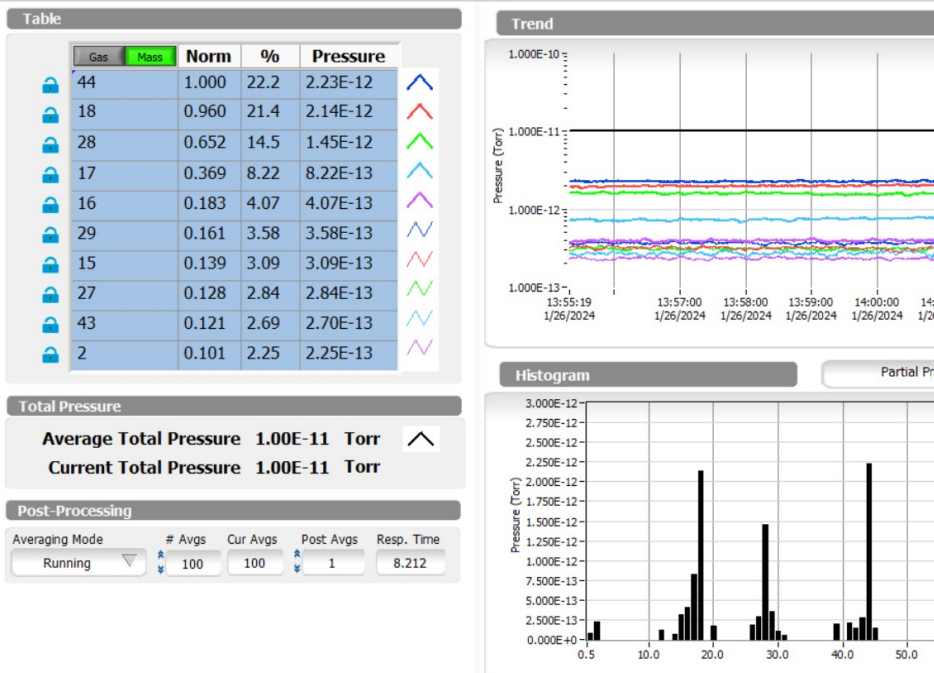 Table
Gas Mass Norm % Pressure
44 1.000 22.2 2.23E-12
18 0.960 21.4 2.14E-12
28 0.652 14.5 1.45E-12
17 0.369 8.22 8.22E-13
16 0.183 4.07 4.07E-13
29 0.161 3.58 3.58E-13
15 0.139 3.09 3.09E-13
27 0.128 2.84 2.84E-13
43 0.121 2.69 2.70E-13
2 0.101 2.25 2.25E-13
Total Pressure
Average Total Pressure 1.00E-11 Torr
Current Total Pressure 1.00E-11 Torr
Post-Processing
Averaging Mode # Avgs Cur Avgs Post Avgs Resp. Time
Running 100 100 1 8.212
Trend
Pressure (Torr)
1.000E-10
1.000E-11
1.000E-12
1.000E-13
13:55:19 13:57:00 13:58:00 13:59:00 14:00:00 14:
1/26/2024 1/26/2024 1/26/2024 1/26/2024 1/26/2024 1/2
Histogram
Partial Pr
Pressure (Torr)
3.000E-12
2.750E-12
2.500E-12
2.250E-12
2.000E-12
1.750E-12
1.500E-12
1.250E-12
1.000E-12
7.500E-13
5.000E-13
2.500E-13
0.000E+0
0.5 10.0 20.0 30.0 40.0 50.0